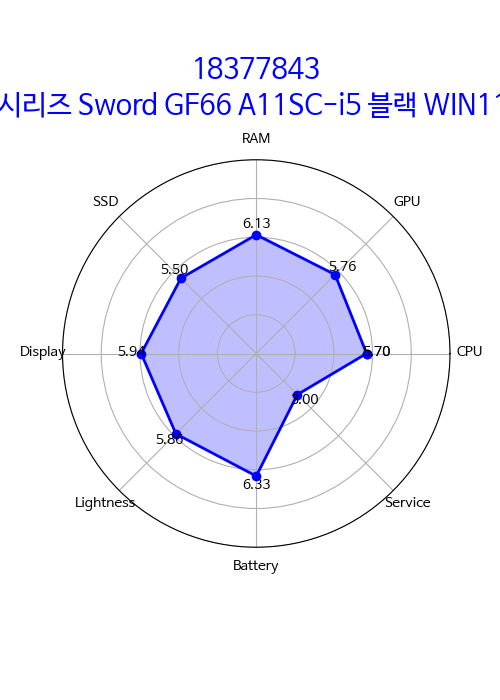 18377843
시리즈 Sword GF66 A11SC-i5 블랙 WIN11
RAM
SSD
GPU
6.13
5.50
5.76
Display
5.94
5.70
CPU
5.86
Lightness
6.33
Service
Battery